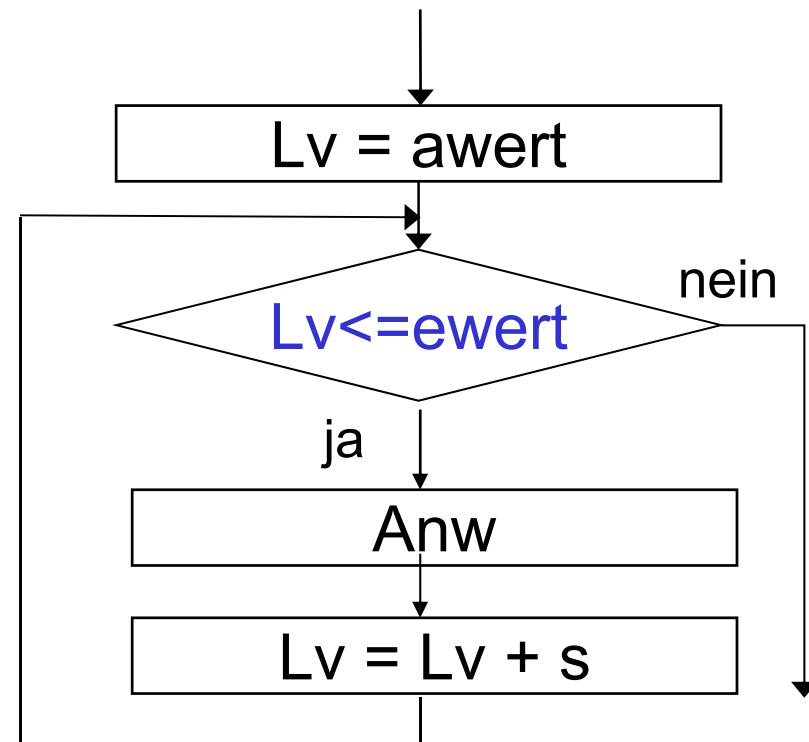 Lv = awert
nein
Lv<=ewert
ja
Anw
Lv = Lv + s